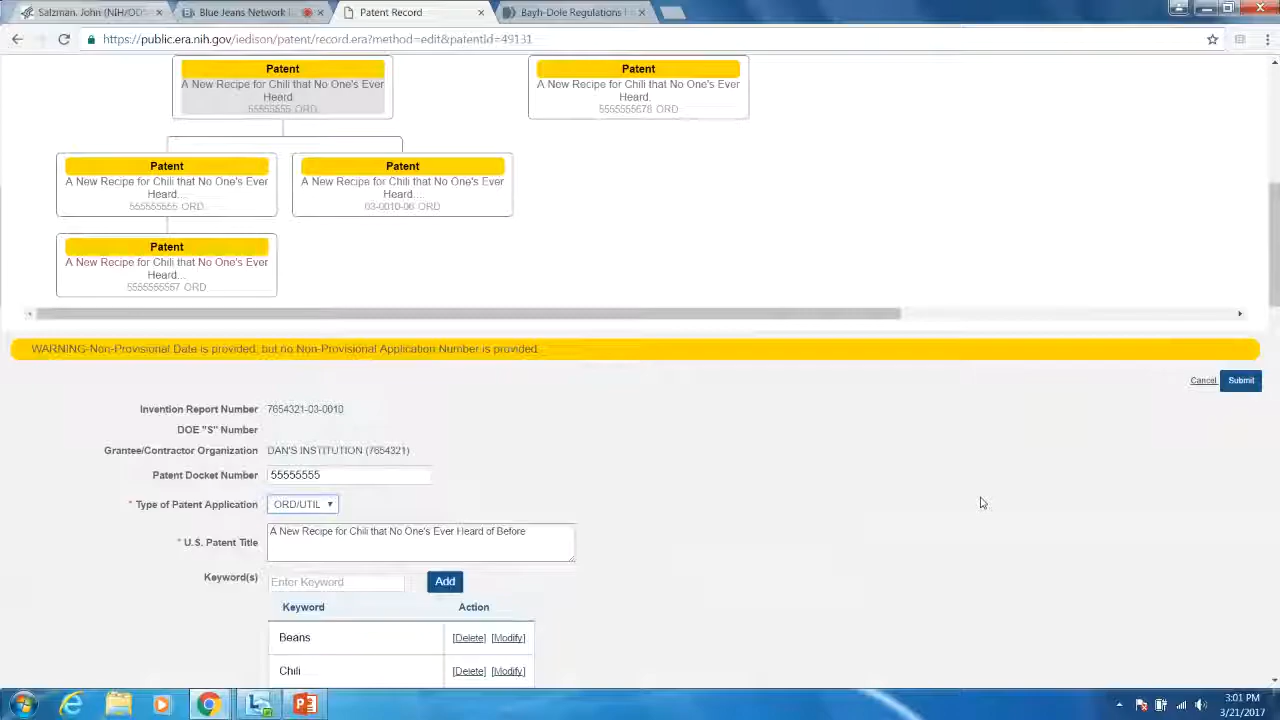 Salzman, John (NIH/OD5
Blue Jeans Network |
Patent Record
Bayh-Dole Regulations I
https://public.era.nih.gov/iedison/patent/record.era?method=edit&patentId=49131
Patent
A New Recipe for Chili that No One's Ever
Heard.
55555555 ORD
Patent
A New Recipe for Chili that No One's Ever
Heard.
5555555678 ORD
Patent
A New Recipe for Chili that No One's Ever
Heard....
555555555 ORD
Patent
A New Recipe for Chili that No One's Ever
Heard....
03-0010-06 ORD
Patent
A New Recipe for Chili that No One's Ever
Heard...
5555555557 ORD
WARNING-Non-Provisional Date is provided, but no Non-Provisional Application Number is provided.
Cancel Submit
Invention Report Number 7654321-03-0010
DOE "S" Number
Grantee/Contractor Organization DAN'S INSTITUTION (7654321)
Patent Docket Number 55555555
* Type of Patent Application ORD/UTIL
* U.S. Patent Title A New Recipe for Chili that No One's Ever Heard of Before
Keyword(s) Enter Keyword Add
Keyword Action
Beans [Delete] [Modify]
Chili [Delete] [Modify]
3:01 PM
3/21/2017